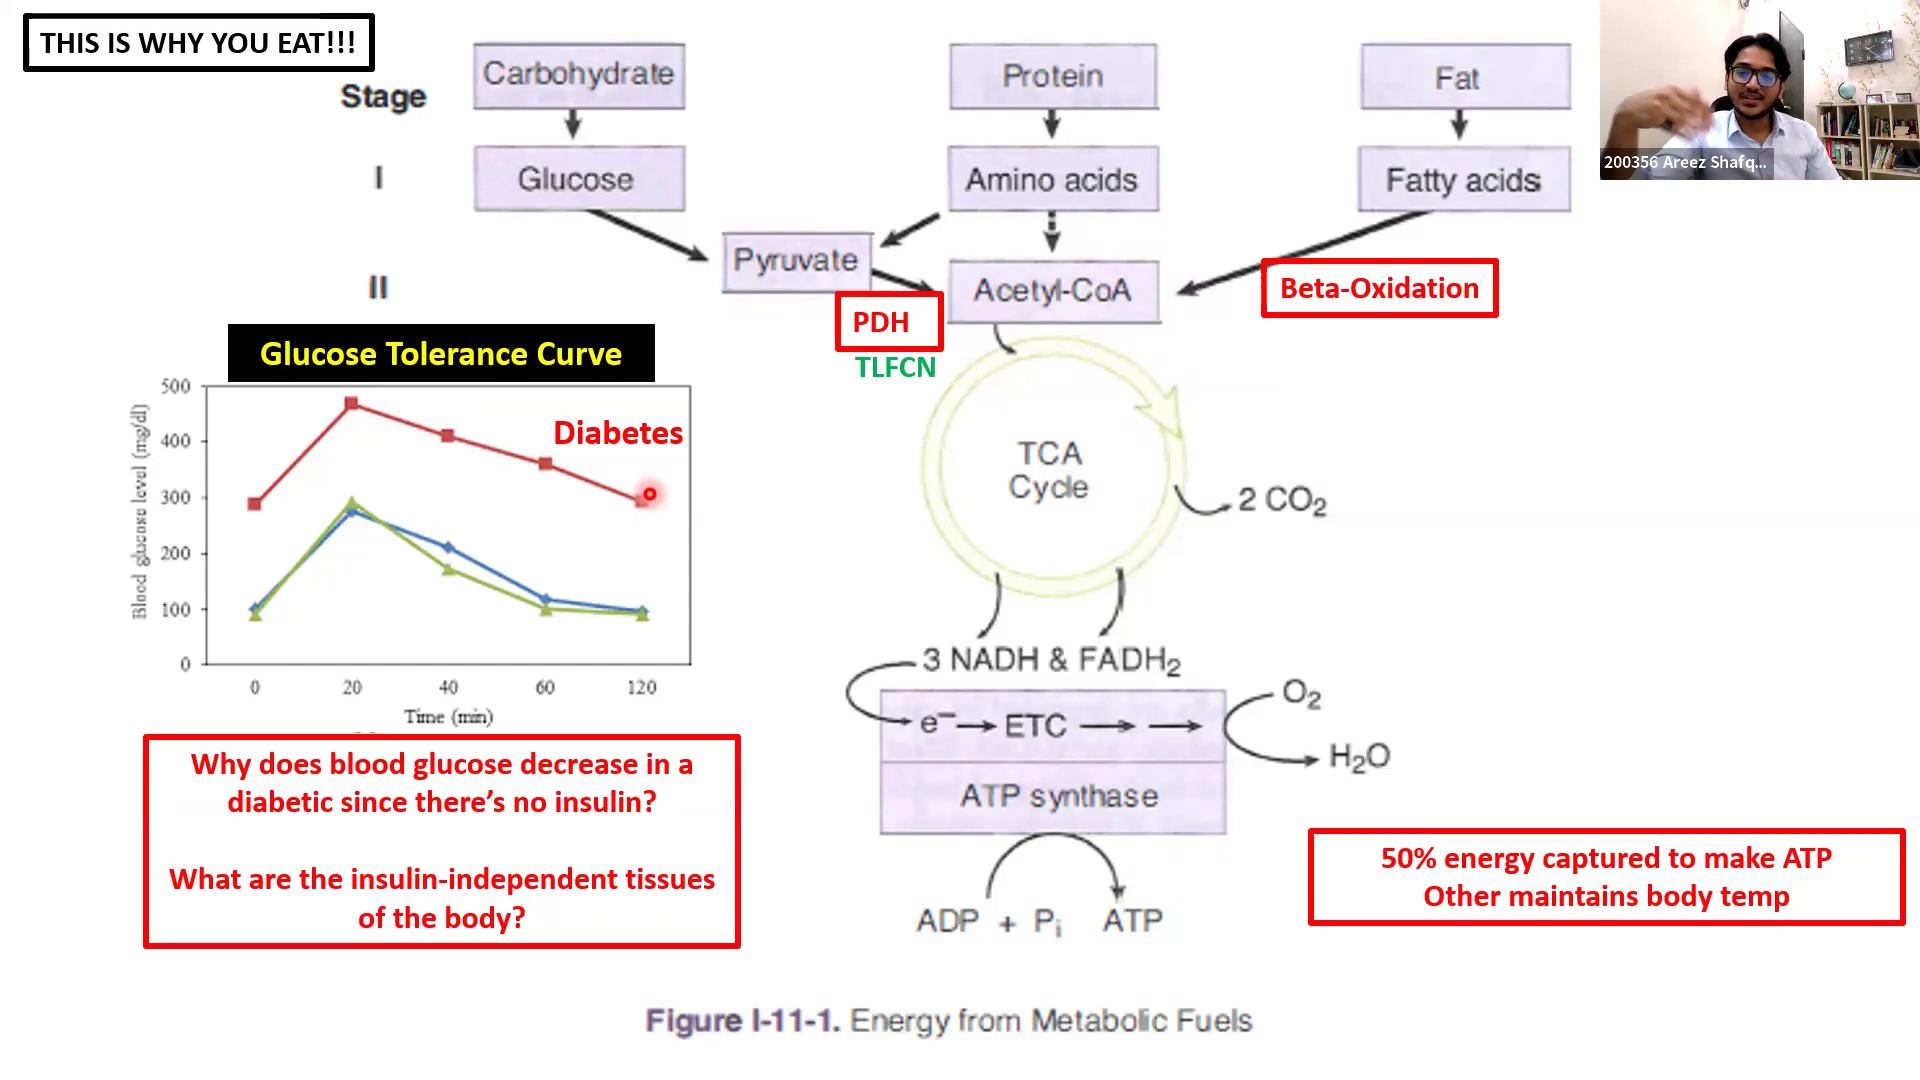 THIS IS WHY YOU EAT!!!
Stage
Carbohydrate
Protein
Fat
I
Glucose
Amino acids
Fatty acids
200356 Areez Shafq...
Pyruvate
Acetyl-CoA
II
Beta-Oxidation
PDH
TLFCN
Glucose Tolerance Curve
Blood glucose level (mg/dl)
500
400
300
200
100
0
Diabetes
0 20 40 60 120
Time (min)
TCA
Cycle
2 CO₂
3 NADH & FADH₂
e⁻ ETC
O₂
H₂O
ATP synthase
ADP + Pᵢ ATP
Why does blood glucose decrease in a
diabetic since there’s no insulin?
What are the insulin-independent tissues
of the body?
50% energy captured to make ATP
Other maintains body temp
Figure I-11-1. Energy from Metabolic Fuels